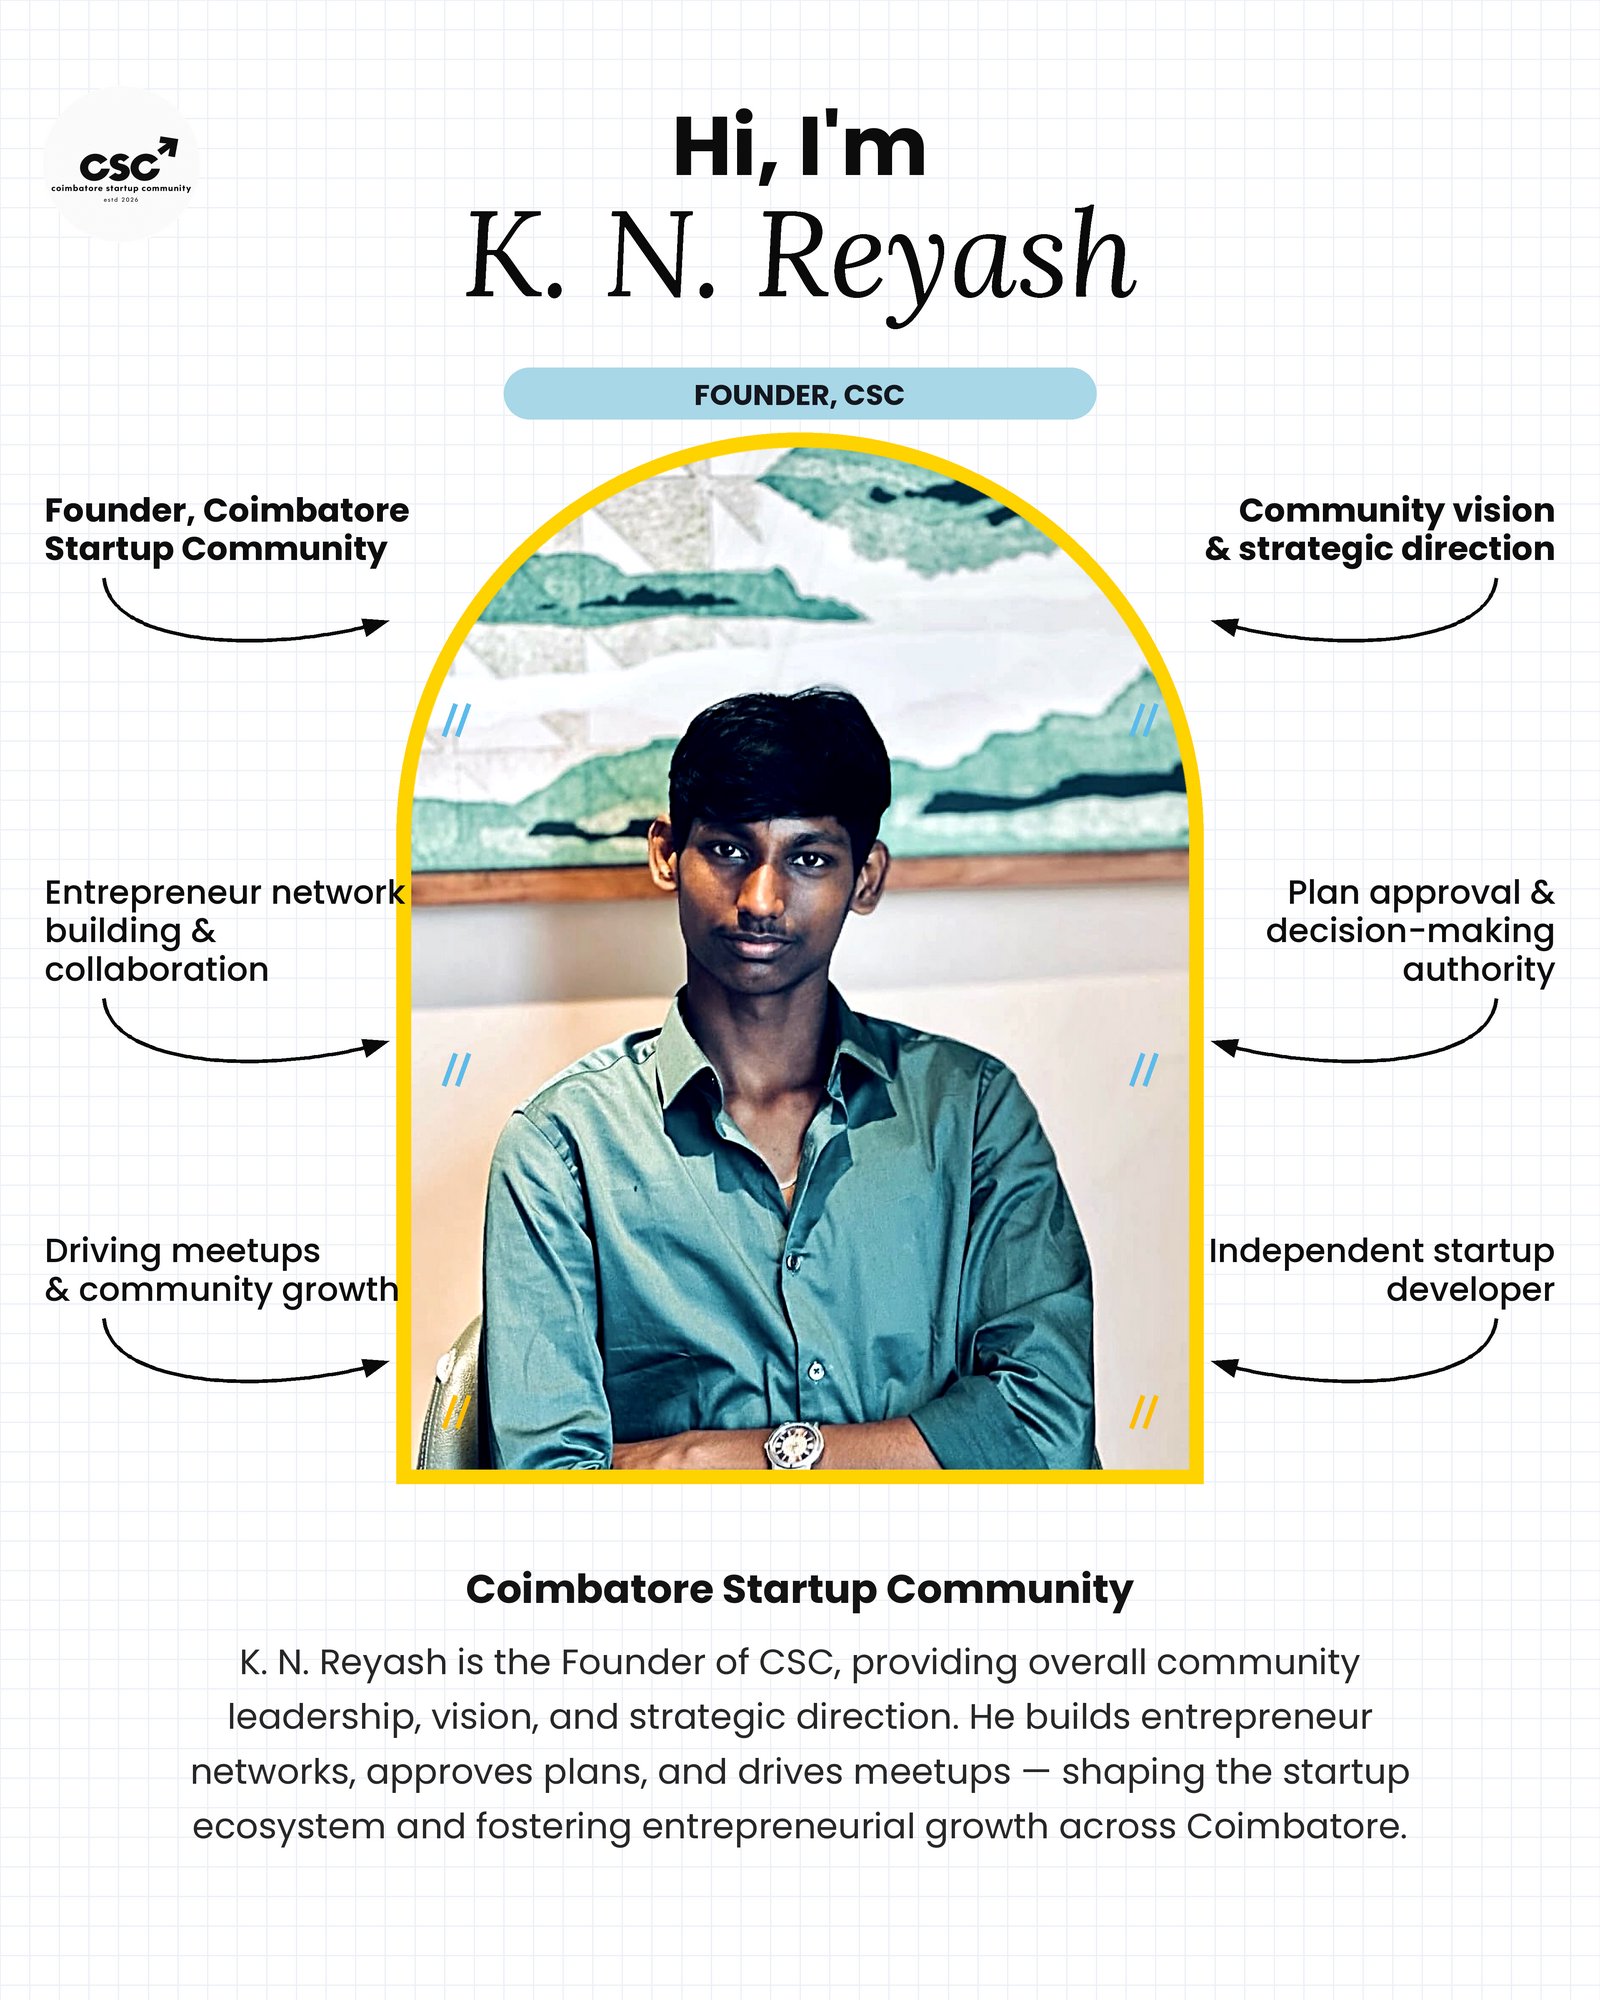 csc
coimbatore startup community
estd 2026
Hi, I'm
K. N. Reyash
FOUNDER, CSC
Founder, Coimbatore
Startup Community
Community vision
& strategic direction
Entrepreneur network
building &
collaboration
Plan approval &
decision-making
authority
Driving meetups
& community growth
Independent startup
developer
Coimbatore Startup Community
K. N. Reyash is the Founder of CSC, providing overall community
leadership, vision, and strategic direction. He builds entrepreneur
networks, approves plans, and drives meetups — shaping the startup
ecosystem and fostering entrepreneurial growth across Coimbatore.